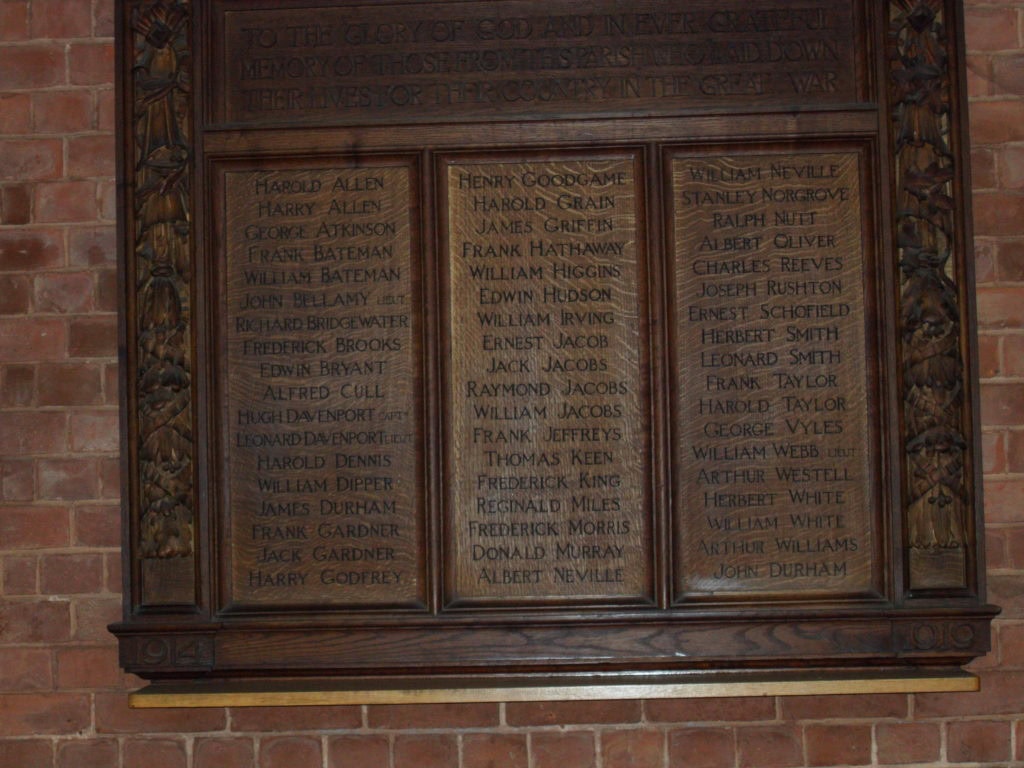 TO THE GLORY OF GOD AND IN EVER GRATEFUL
MEMORY OF THOSE FROM THIS PARISH WHO LAID DOWN
THEIR LIVES FOR THEIR COUNTRY IN THE GREAT WAR
HAROLD ALLEN
HARRY ALLEN
GEORGE ATKINSON
FRANK BATEMAN
WILLIAM BATEMAN
JOHN BELLAMY LIEUT
RICHARD BRIDGEWATER
FREDERICK BROOKS
EDWIN BRYANT
ALFRED CULL
HUGH DAVENPORT CAPT
LEONARD DAVENPORT LIEUT
HAROLD DENNIS
WILLIAM DIPPER
JAMES DURHAM
FRANK GARDNER
JACK GARDNER
HARRY GODFREY
HENRY GOODGAME
HAROLD GRAIN
JAMES GRIFFIN
FRANK HATHAWAY
WILLIAM HIGGINS
EDWIN HUDSON
WILLIAM IRVING
ERNEST JACOB
JACK JACOBS
RAYMOND JACOBS
WILLIAM JACOBS
FRANK JEFFREYS
THOMAS KEEN
FREDERICK KING
REGINALD MILES
FREDERICK MORRIS
DONALD MURRAY
ALBERT NEVILLE
WILLIAM NEVILLE
STANLEY NORGROVE
RALPH NUTT
ALBERT OLIVER
CHARLES REEVES
JOSEPH RUSHTON
ERNEST SCHOFIELD
HERBERT SMITH
LEONARD SMITH
FRANK TAYLOR
HAROLD TAYLOR
GEORGE VYLES
WILLIAM WEBB LIEUT
ARTHUR WESTELL
HERBERT WHITE
WILLIAM WHITE
ARTHUR WILLIAMS
JOHN DURHAM
1914 1919